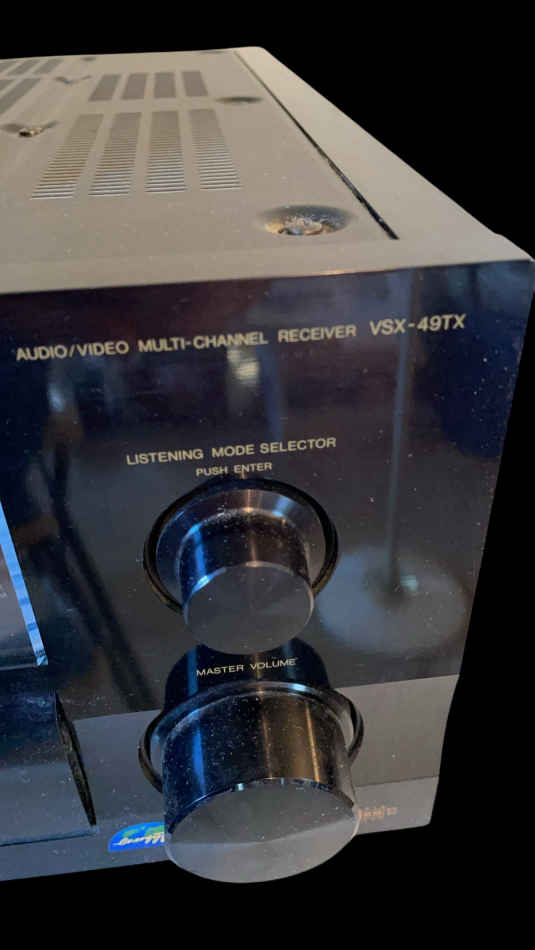 AUDIO/VIDEO MULTI-CHANNEL RECEIVER VSX-49TX
LISTENING MODE SELECTOR
PUSH ENTER
MASTER VOLUME